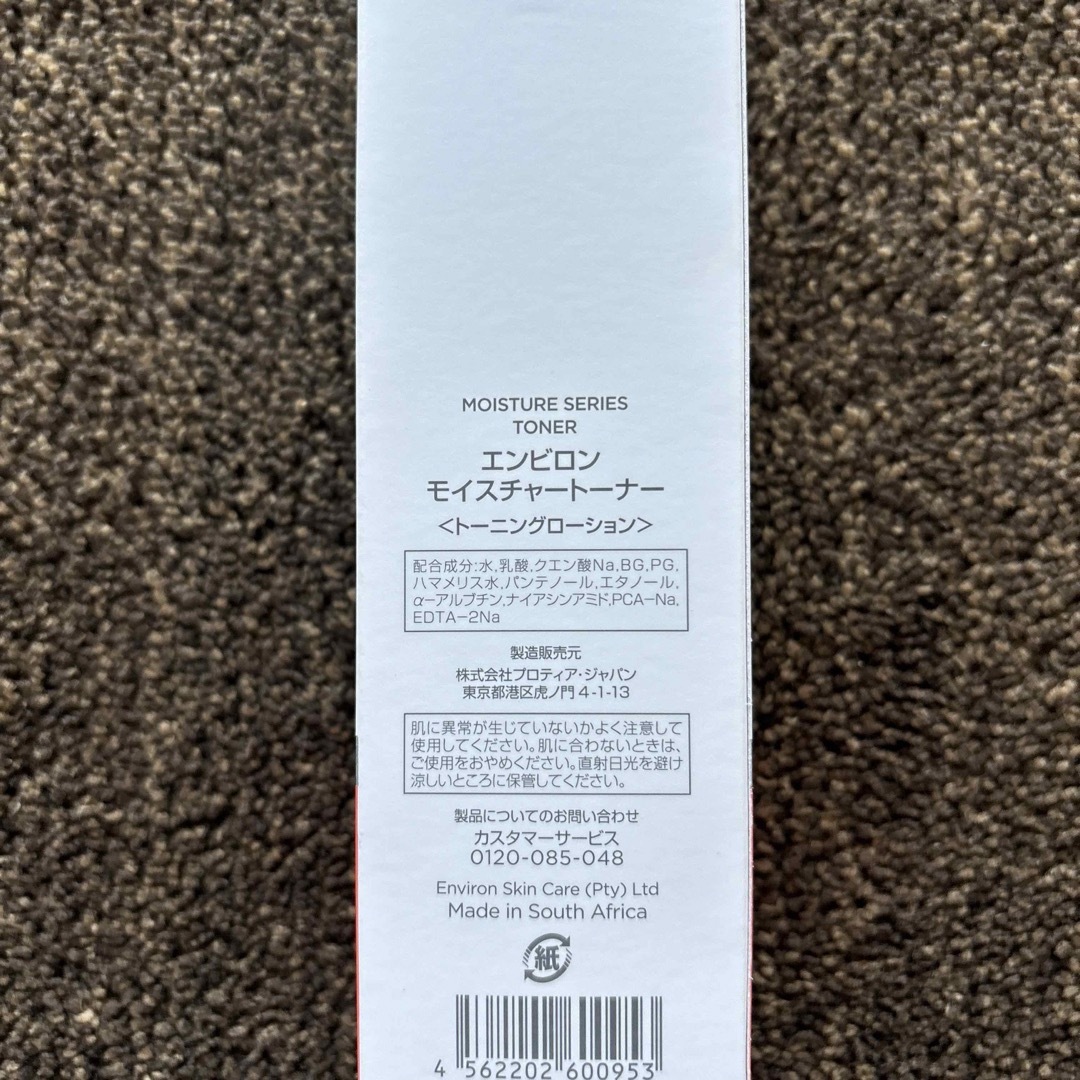 MOISTURE SERIES
TONER
エンビロン
モイスチャートーナー
<トーニングローション>
配合成分:水,乳酸,クエン酸Na,BG,PG,
ハマメリス水,パンテノール,エタノール,
α-アルブチン,ナイアシンアミド,PCA-Na,
EDTA-2Na
製造販売元
株式会社プロティア・ジャパン
東京都港区虎ノ門4-1-13
肌に異常が生じていないかよく注意して
使用してください。肌に合わないときは、
ご使用をおやめください。直射日光を避け
涼しいところに保管してください。
製品についてのお問い合わせ
カスタマーサービス
0120-085-048
Environ Skin Care (Pty) Ltd
Made in South Africa
紙
4 562202 600953